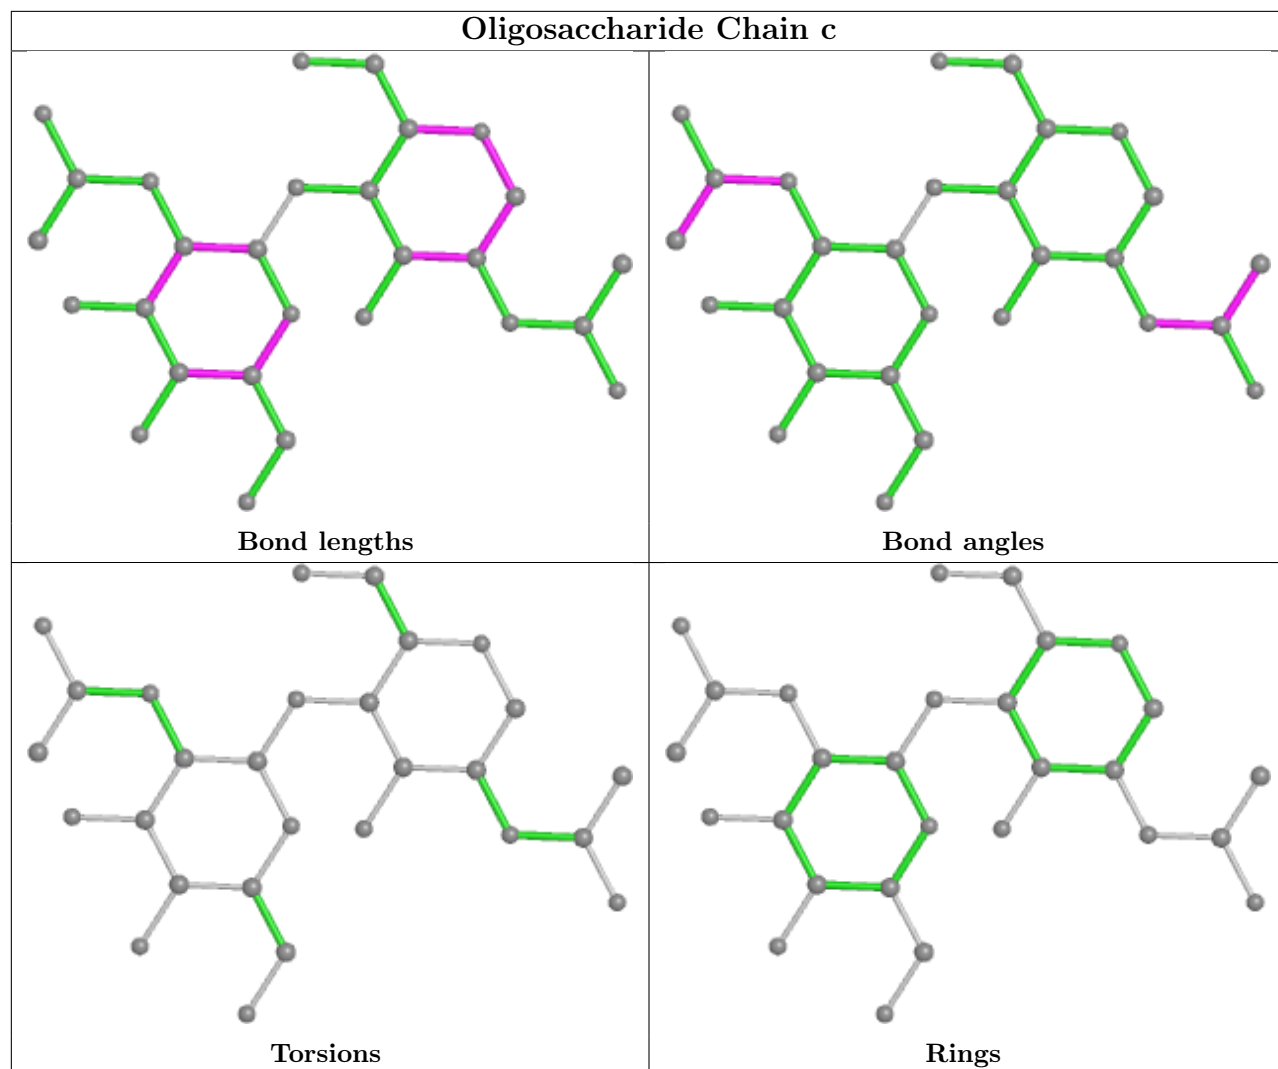 Oligosaccharide Chain c
Bond lengths
Bond angles
Torsions
Rings